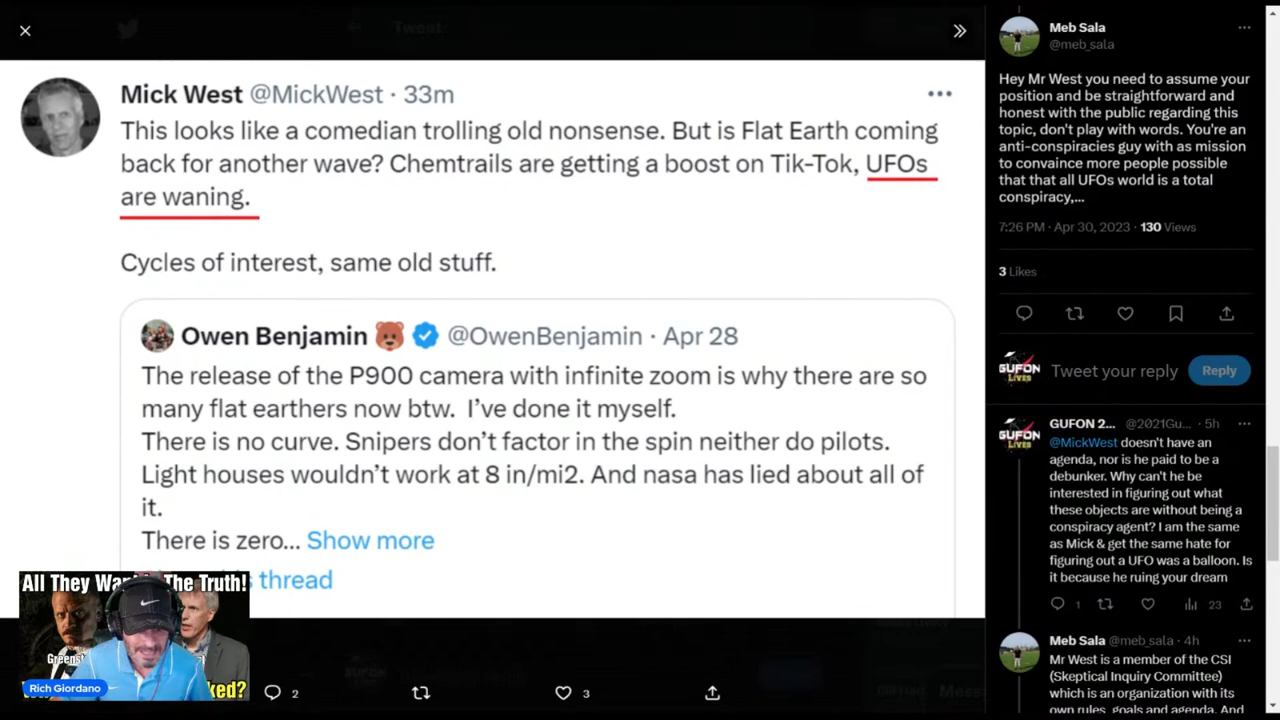 Tweet
Mick West @MickWest · 33m
This looks like a comedian trolling old nonsense. But is Flat Earth coming
back for another wave? Chemtrails are getting a boost on Tik-Tok, UFOs
are waning.
Cycles of interest, same old stuff.
Owen Benjamin @OwenBenjamin · Apr 28
The release of the P900 camera with infinite zoom is why there are so
many flat earthers now btw. I've done it myself.
There is no curve. Snipers don't factor in the spin neither do pilots.
Light houses wouldn't work at 8 in/mi2. And nasa has lied about all of
it.
There is zero... Show more
thread
All They The Truth!
Rich Giordano
2
3
Meb Sala
@meb_sala
Hey Mr West you need to assume your
position and be straightforward and
honest with the public regarding this
topic, don't play with words. You're an
anti-conspiracies guy with as mission
to convaince more people possible
that that all UFOs world is a total
conspiracy,...
7:26 PM · Apr 30, 2023 · 130 Views
3 Likes
GUFON
LIVES
Tweet your reply
Reply
GUFON
LIVES
GUFON 2... @2021Gu... · 5h
@MickWest doesn't have an
agenda, nor is he paid to be a
debunker. Why can't he be
interested in figuring out what
these objects are without being a
conspiracy agent? I am the same
as Mick & get the same hate for
figuring out a UFO was a balloon. Is
it because he ruing your dream
1
23
Meb Sala @meb_sala · 4h
Mr West is a member of the CSI
(Skeptical Inquiry Committee)
which is an organization with its
own rules, goals and agenda. And